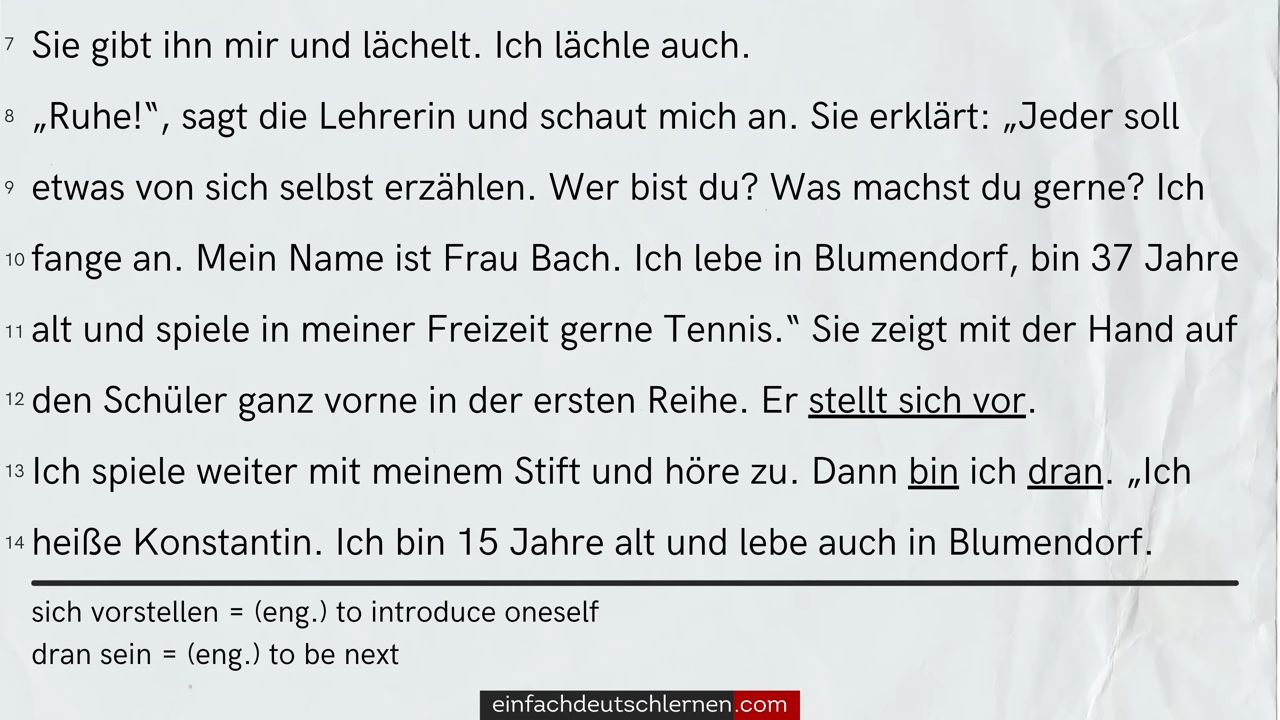 7 Sie gibt ihn mir und lächelt. Ich lächle auch.
8 „Ruhe!‟, sagt die Lehrerin und schaut mich an. Sie erklärt: „Jeder soll
9 etwas von sich selbst erzählen. Wer bist du? Was machst du gerne? Ich
10 fange an. Mein Name ist Frau Bach. Ich lebe in Blumendorf, bin 37 Jahre
11 alt und spiele in meiner Freizeit gerne Tennis.‟ Sie zeigt mit der Hand auf
12 den Schüler ganz vorne in der ersten Reihe. Er stellt sich vor.
13 Ich spiele weiter mit meinem Stift und höre zu. Dann bin ich dran. „Ich
14 heiße Konstantin. Ich bin 15 Jahre alt und lebe auch in Blumendorf.
sich vorstellen = (eng.) to introduce oneself
dran sein = (eng.) to be next
einfachdeutschlernen.com